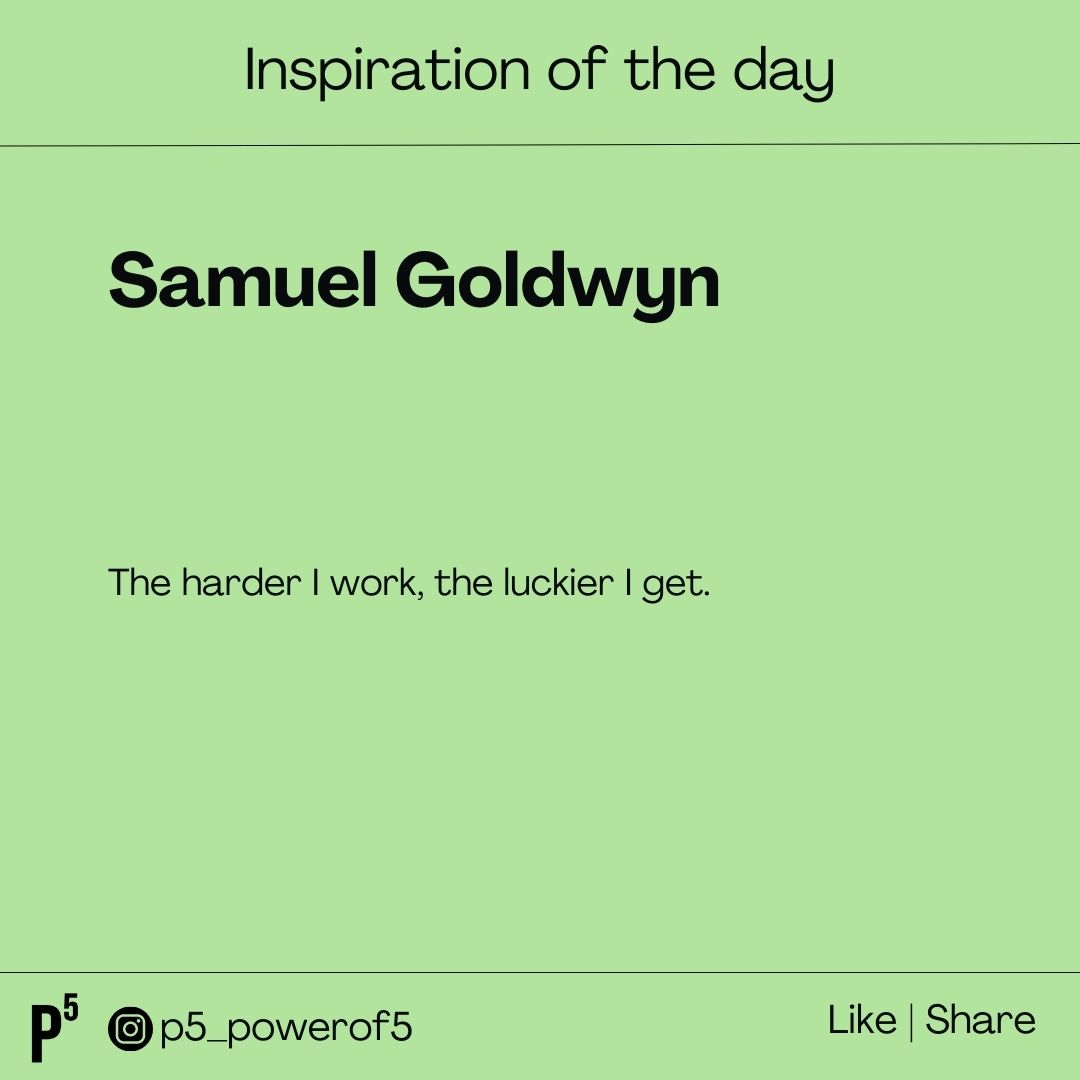 Inspiration of the day
Samuel Goldwyn
The harder I work, the luckier I get.
P5
p5_powerof5
Like | Share